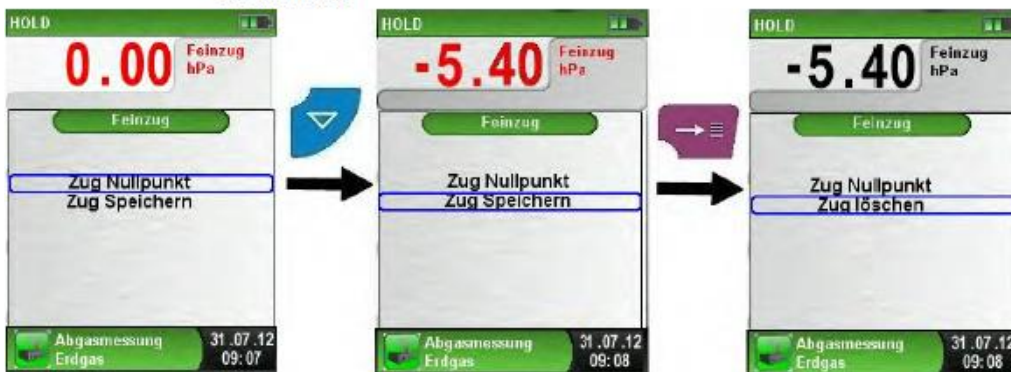 HOLD
0.00 Feinzug
hPa
Feinzug
Zug Nullpunkt
Zug Speichern
Abgasmessung
Erdgas
31.07.12
09:07
HOLD
-5.40 Feinzug
hPa
Feinzug
Zug Nullpunkt
Zug Speichern
Abgasmessung
Erdgas
31.07.12
09:08
HOLD
-5.40 Feinzug
hPa
Feinzug
Zug Nullpunkt
Zug löschen
Abgasmessung
Erdgas
31.07.12
09:08